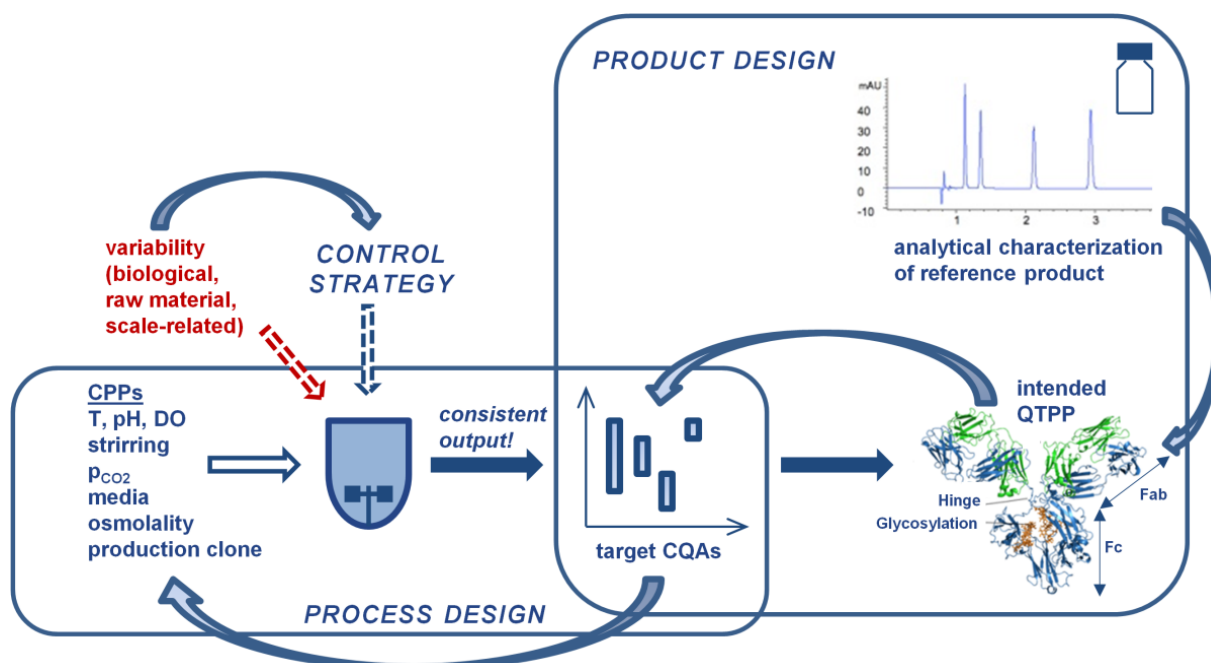 PRODUCT DESIGN
mAU
40
30
20
10
0
-10
1
2
3
analytical characterization
of reference product
variability
(biological,
raw material,
scale-related)
CONTROL
STRATEGY
CPPs
T, pH, DO
strirring
pCO2
media
osmolality
production clone
consistent
output!
target CQAs
intended
QTPP
Hinge
Glycosylation
Fab
Fc
PROCESS DESIGN